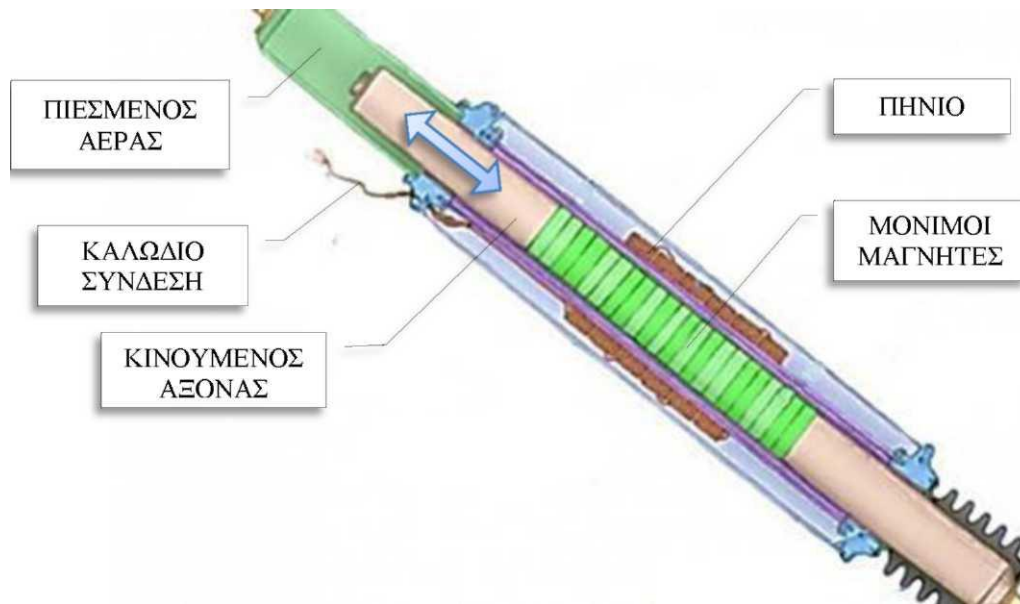 ΠΙΕΣΜΕΝΟΣ
ΑΕΡΑΣ
ΚΑΛΩΔΙΟ
ΣΥΝΔΕΣΗ
ΚΙΝΟΥΜΕΝΟΣ
ΑΞΟΝΑΣ
ΠΗΝΙΟ
ΜΟΝΙΜΟΙ
ΜΑΓΝΗΤΕΣ